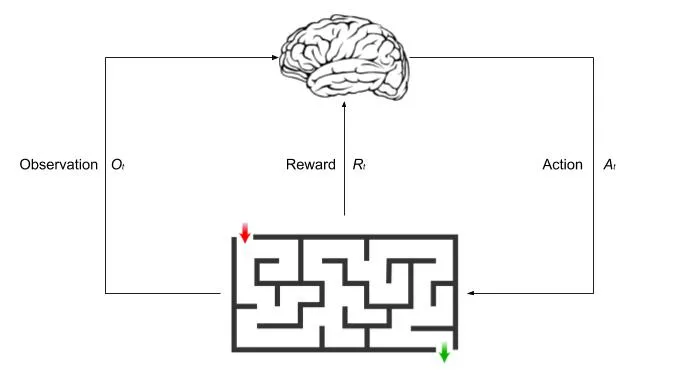 Observation Oₜ
Reward Rₜ
Action Aₜ